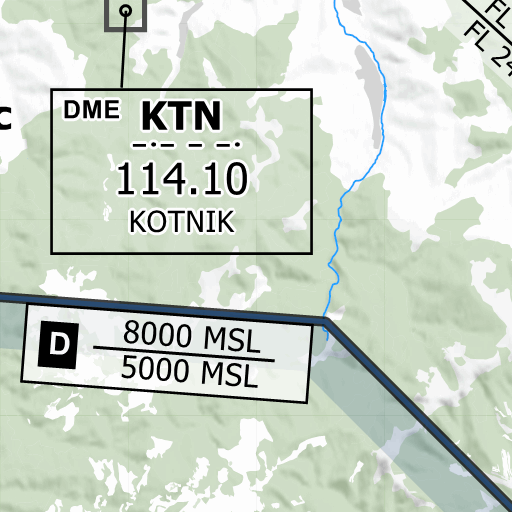 FL
FL 24
c
DME KTN
114.10
KOTNIK
D 8000 MSL
5000 MSL